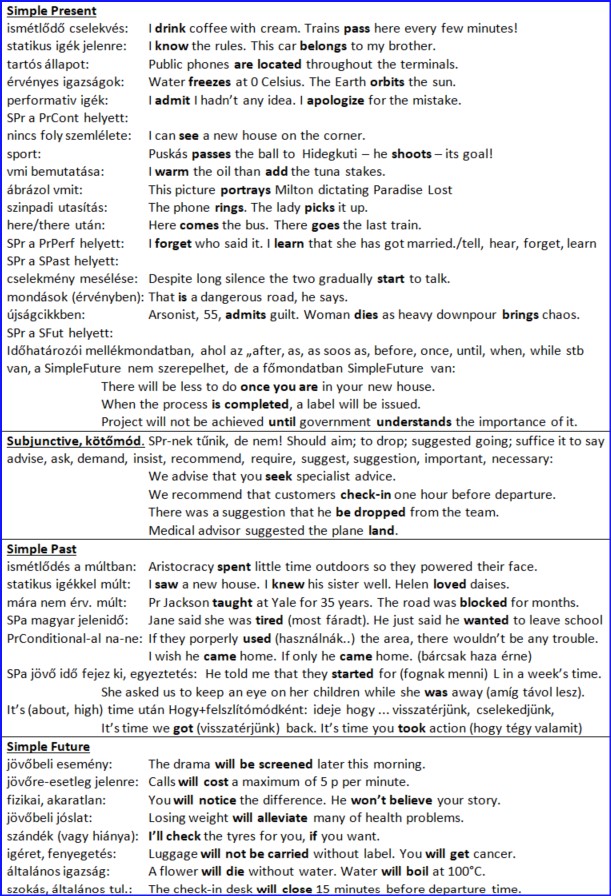 Simple Present
ismétlődő cselekvés: I drink coffee with cream. Trains pass here every few minutes!
statikus igék jelenre: I know the rules. This car belongs to my brother.
tartós állapot: Public phones are located throughout the terminals.
érvényes igazságok: Water freezes at 0 Celsius. The Earth orbits the sun.
performatív igék: I admit I hadn't any idea. I apologize for the mistake.
SPr a PrCont helyett:
nincs foly szemlélete: I can see a new house on the corner.
sport: Puskás passes the ball to Hidegkuti – he shoots – its goal!
vmi bemutatása: I warm the oil than add the tuna stakes.
ábrázol vmit: This picture portrays Milton dictating Paradise Lost
szinpadi utasítás: The phone rings. The lady picks it up.
here/there után: Here comes the bus. There goes the last train.
SPr a PrPerf helyett: I forget who said it. I learn that she has got married./tell, hear, forget, learn
SPr a SPast helyett:
cselekmény mesélése: Despite long silence the two gradually start to talk.
mondások (érvényben): That is a dangerous road, he says.
újságcikkben: Arsonist, 55, admits guilt. Woman dies as heavy downpour brings chaos.
SPr a SFut helyett:
Időhatározói mellékmondatban, ahol az „after, as, as soos as, before, once, until, when, while stb
van, a SimpleFuture nem szerepelhet, de a főmondatban SimpleFuture van:
There will be less to do once you are in your new house.
When the process is completed, a label will be issued.
Project will not be achieved until government understands the importance of it.
Subjunctive, kötőmód. SPr-nek tűnik, de nem! Should aim; to drop; suggested going; suffice it to say
advise, ask, demand, insist, recommend, require, suggest, suggestion, important, necessary:
We advise that you seek specialist advice.
We recommend that customers check-in one hour before departure.
There was a suggestion that he be dropped from the team.
Medical advisor suggested the plane land.
Simple Past
ismétlődés a múltban: Aristocracy spent little time outdoors so they powered their face.
statikus igékkel múlt: I saw a new house. I knew his sister well. Helen loved daises.
mára nem érv. múlt: Pr Jackson taught at Yale for 35 years. The road was blocked for months.
SPa magyar jelenidő: Jane said she was tired (most fáradt). He just said he wanted to leave school
PrConditional-al na-ne: If they porperly used (használnák..) the area, there wouldn't be any trouble.
I wish he came home. If only he came home. (bárcsak haza érne)
SPa jövő idő fejez ki, egyeztetés: He told me that they started for (fognak menni) L in a week's time.
She asked us to keep an eye on her children while she was away (amíg távol lesz).
It's (about, high) time után Hogy+felszlítómódként: ideje hogy ... visszatérjünk, cselekedjünk,
It's time we got (visszatérjünk) back. It's time you took action (hogy tégy valamit)
Simple Future
jövőbeli esemény: The drama will be screened later this morning.
jövőre-esetleg jelenre: Calls will cost a maximum of 5 p per minute.
fizikai, akaratlan: You will notice the difference. He won't believe your story.
jövőbeli jóslat: Losing weight will alleviate many of health problems.
szándék (vagy hiánya): I'll check the tyres for you, if you want.
igéret, fenyegetés: Luggage will not be carried without label. You will get cancer.
általános igazság: A flower will die without water. Water will boil at 100°C.
szokás, általános tul.: The check-in desk will close 15 minutes before departure time.